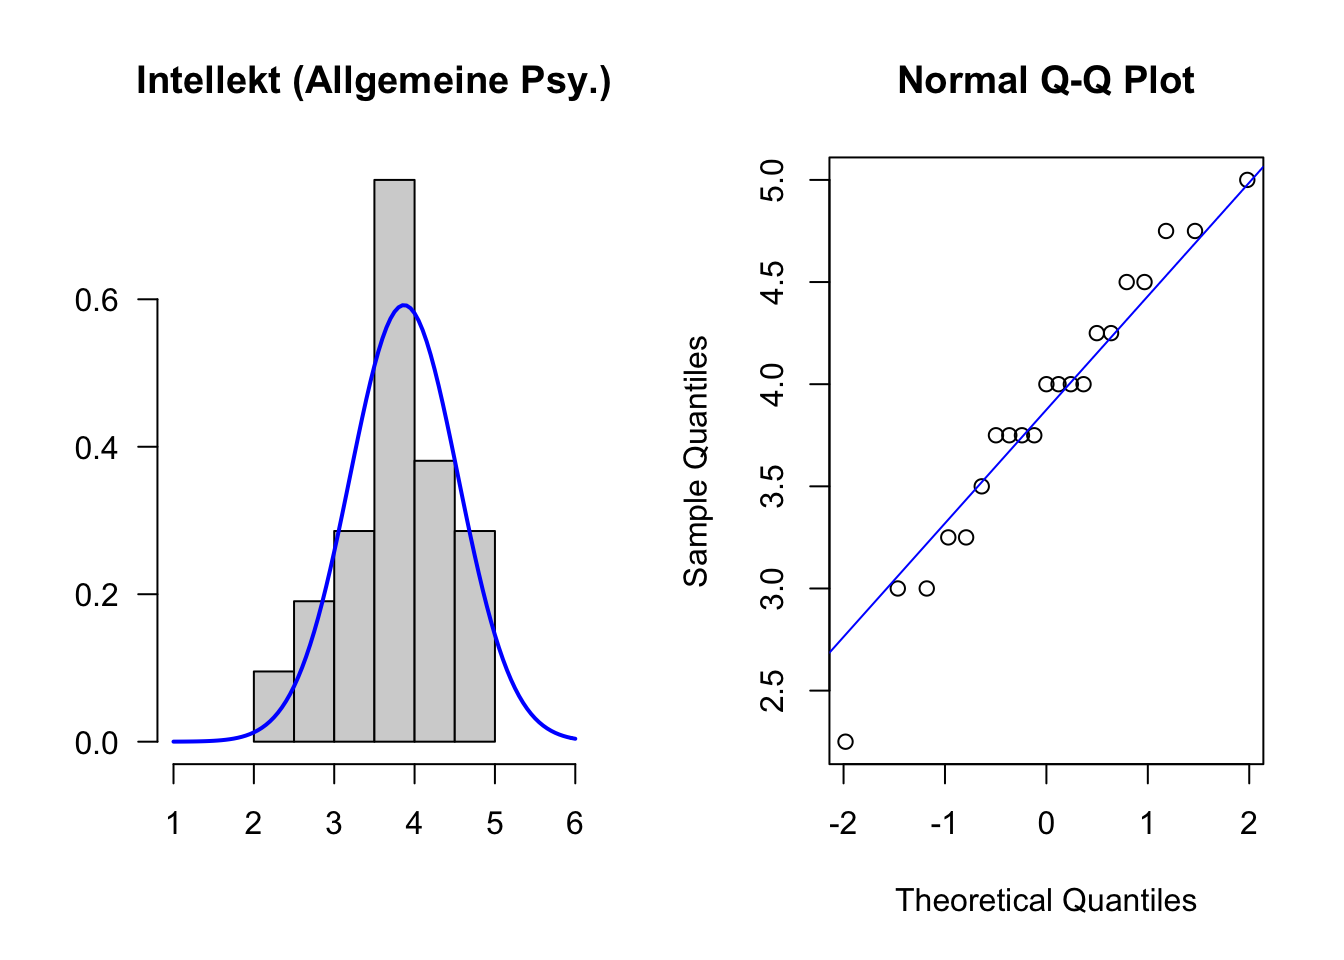 Intellekt (Allgemeine Psy.)
0.6
0.4
0.2
0.0
1 2 3 4 5 6
Normal Q-Q Plot
Sample Quantiles
5.0
4.5
4.0
3.5
3.0
2.5
-2 -1 0 1 2
Theoretical Quantiles